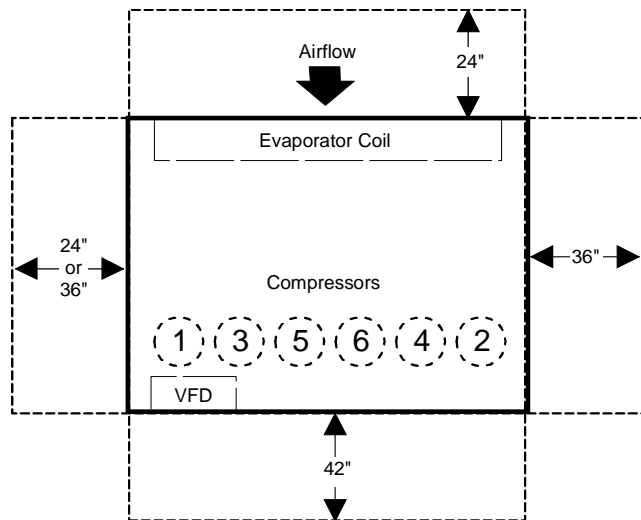 Airflow
24"
Evaporator Coil
24"
or
36"
36"
Compressors
1 3 5 6 4 2
VFD
42"